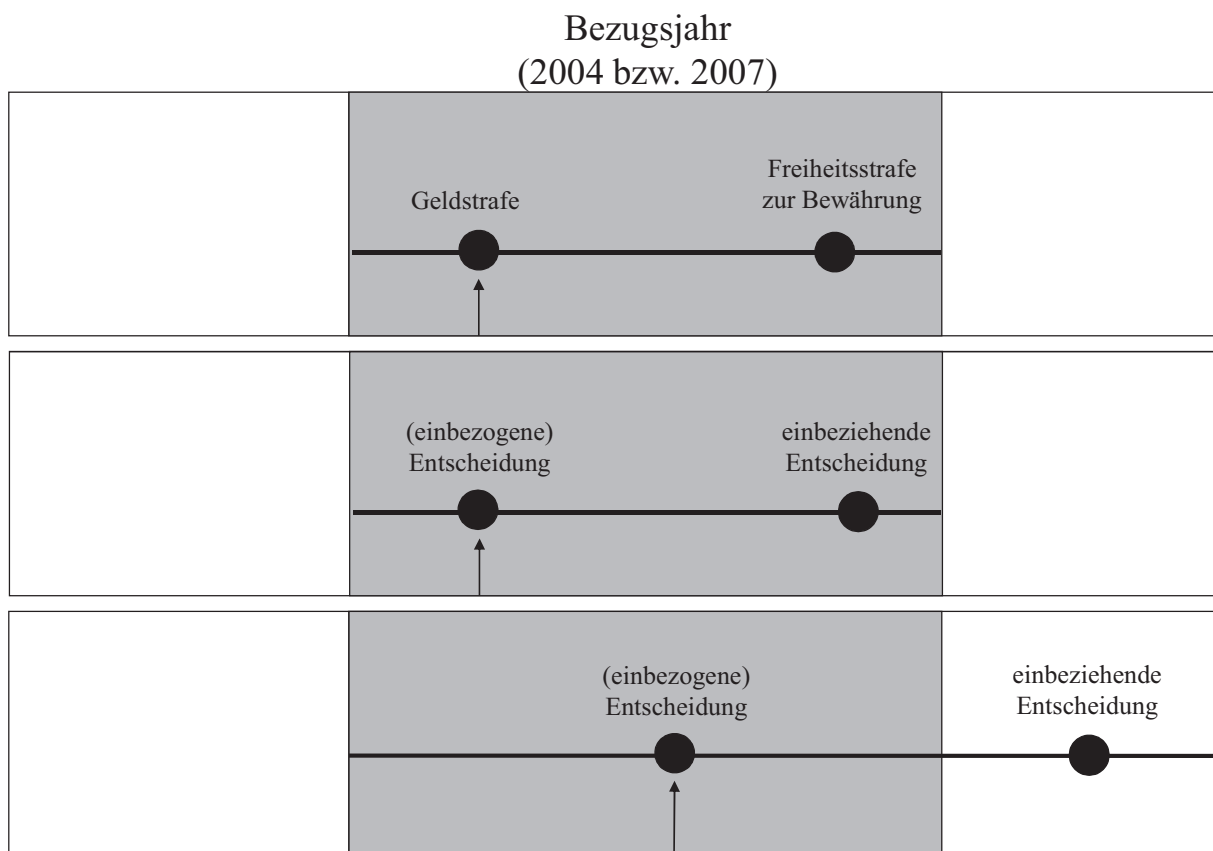 Bezugsjahr
(2004 bzw. 2007)
Geldstrafe
Freiheitsstrafe
zur Bewährung
(einbezogene)
Entscheidung
einbeziehende
Entscheidung
(einbezogene)
Entscheidung
einbeziehende
Entscheidung